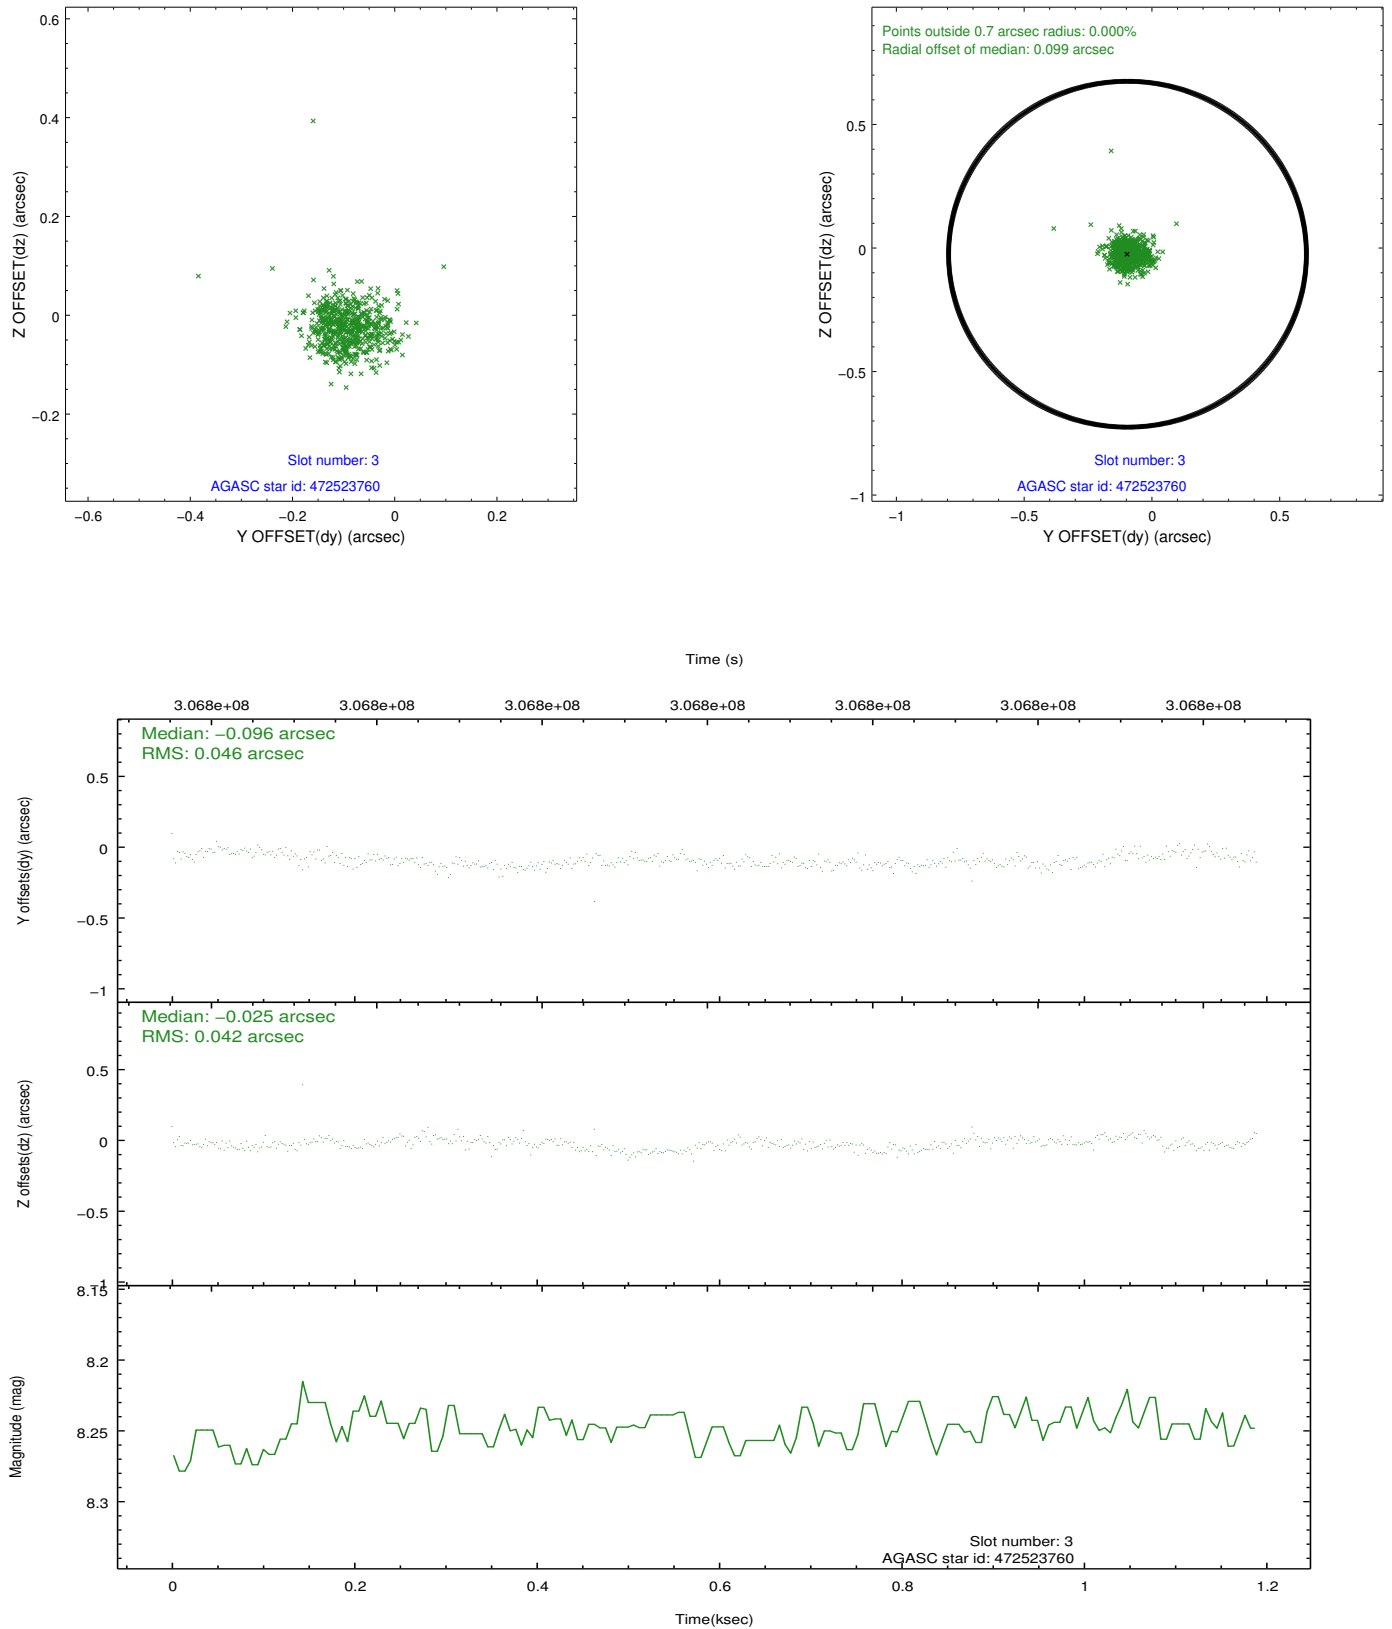 0.6
0.4
0.2
0
−0.2
Z OFFSET(dz) (arcsec)
Slot number: 3
AGASC star id: 472523760
−0.6
−0.4
−0.2
0
0.2
Y OFFSET(dy) (arcsec)
Points outside 0.7 arcsec radius: 0.000%
Radial offset of median: 0.099 arcsec
0.5
0
−0.5
−1
Z OFFSET(dz) (arcsec)
Slot number: 3
AGASC star id: 472523760
−1
−0.5
0
0.5
Y OFFSET(dy) (arcsec)
Time (s)
3.068e+08
3.068e+08
3.068e+08
3.068e+08
3.068e+08
3.068e+08
3.068e+08
Median: −0.096 arcsec
RMS: 0.046 arcsec
0.5
0
−0.5
−1
Y offsets(dy) (arcsec)
Median: −0.025 arcsec
RMS: 0.042 arcsec
0.5
0
−0.5
−1
Z offsets(dz) (arcsec)
8.15
8.2
8.25
8.3
Magnitude (mag)
Slot number: 3
AGASC star id: 472523760
0
0.2
0.4
0.6
0.8
1
1.2
Time(ksec)